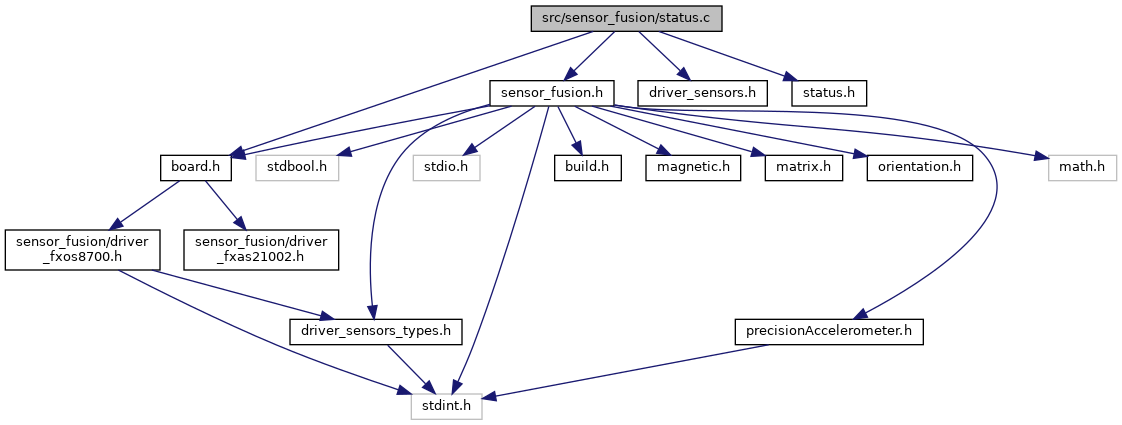 src/sensor_fusion/status.c
sensor_fusion.h
driver_sensors.h
status.h
board.h
stdbool.h
stdio.h
build.h
magnetic.h
matrix.h
orientation.h
math.h
sensor_fusion/driver
_fxos8700.h
sensor_fusion/driver
_fxas21002.h
driver_sensors_types.h
precisionAccelerometer.h
stdint.h